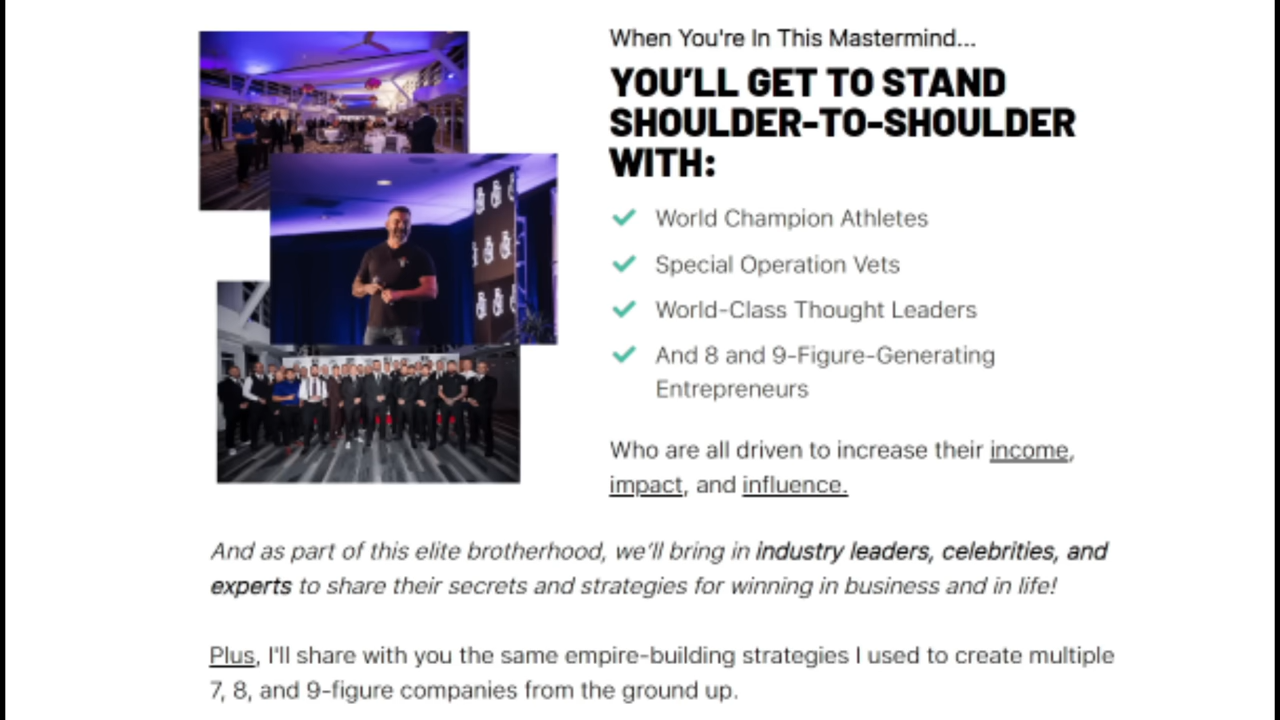 When You're In This Mastermind...
YOU'LL GET TO STAND
SHOULDER-TO-SHOULDER
WITH:
World Champion Athletes
Special Operation Vets
World-Class Thought Leaders
And 8 and 9-Figure-Generating
Entrepreneurs
Who are all driven to increase their income,
impact, and influence.
And as part of this elite brotherhood, we'll bring in industry leaders, celebrities, and
experts to share their secrets and strategies for winning in business and in life!
Plus, I'll share with you the same empire-building strategies I used to create multiple
7, 8, and 9-figure companies from the ground up.